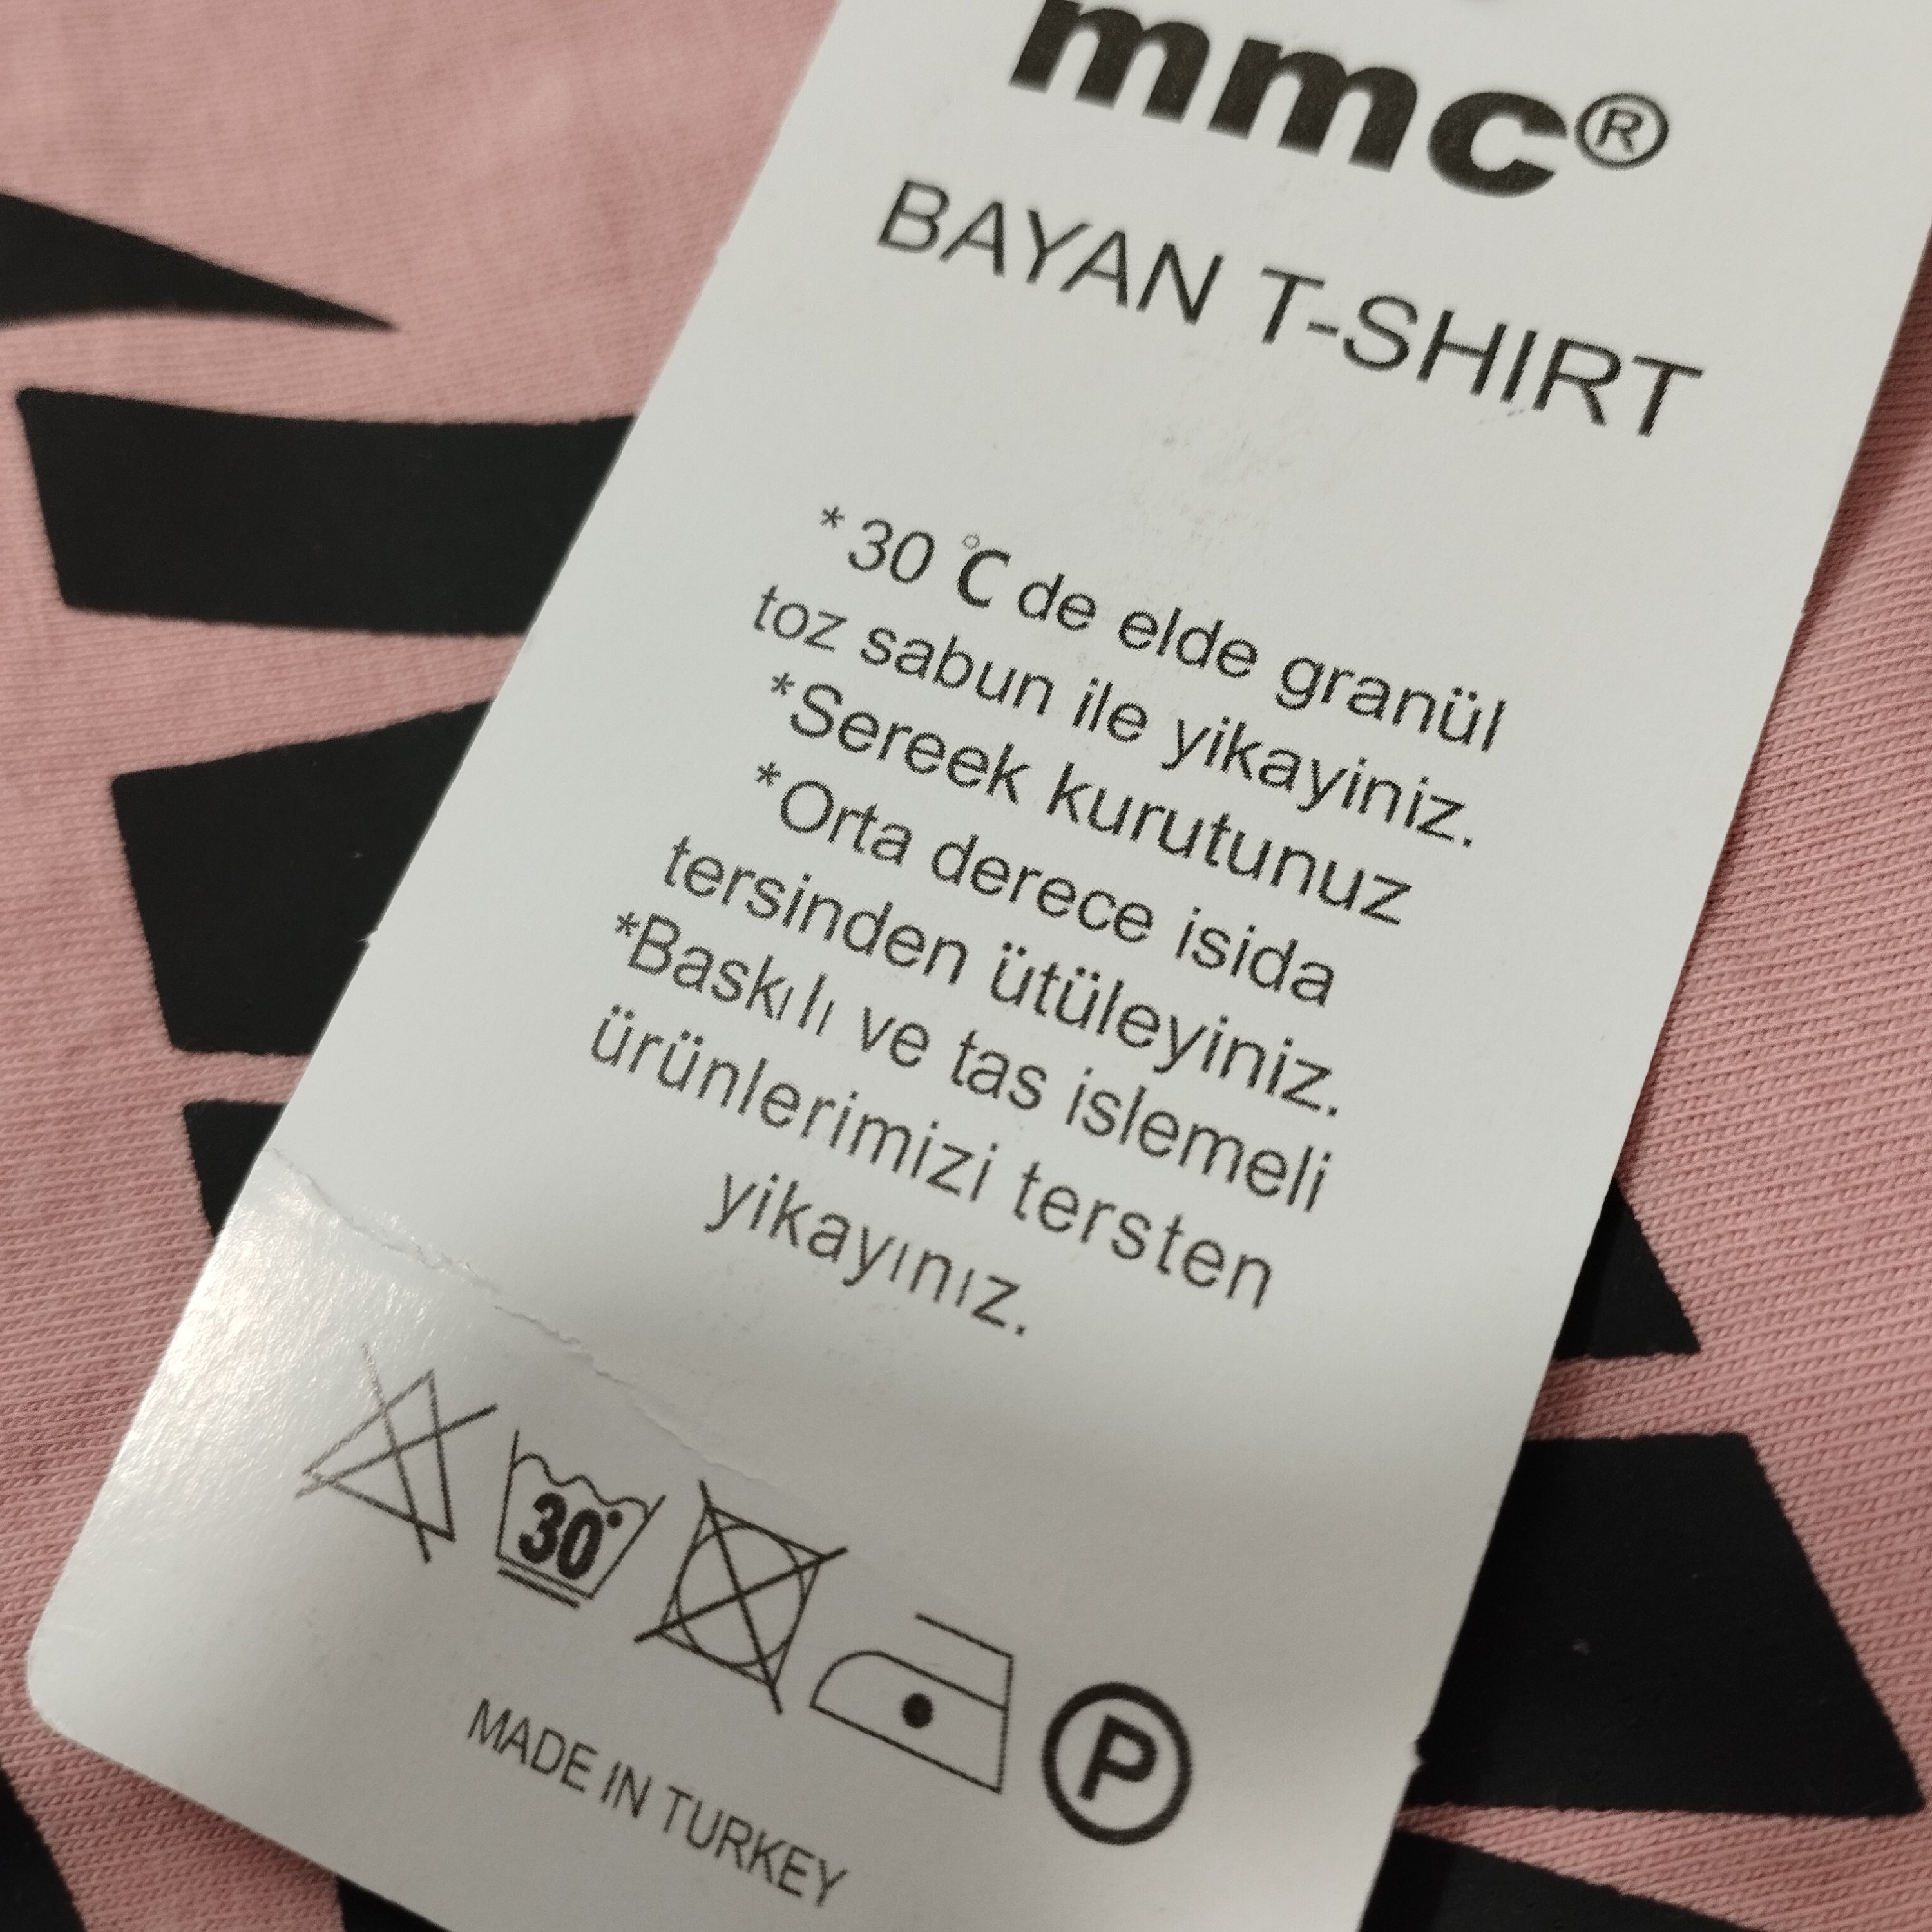 mmc®
BAYAN T-SHIRT
*30 ℃ de elde granül
toz sabun ile yikayiniz.
*Sereek kurutunuz
*Orta derece isida
tersinden ütüleyiniz.
*Baskılı ve tas islemeli
ürünlerimizi tersten
yikayınız.
30°
P
MADE IN TURKEY